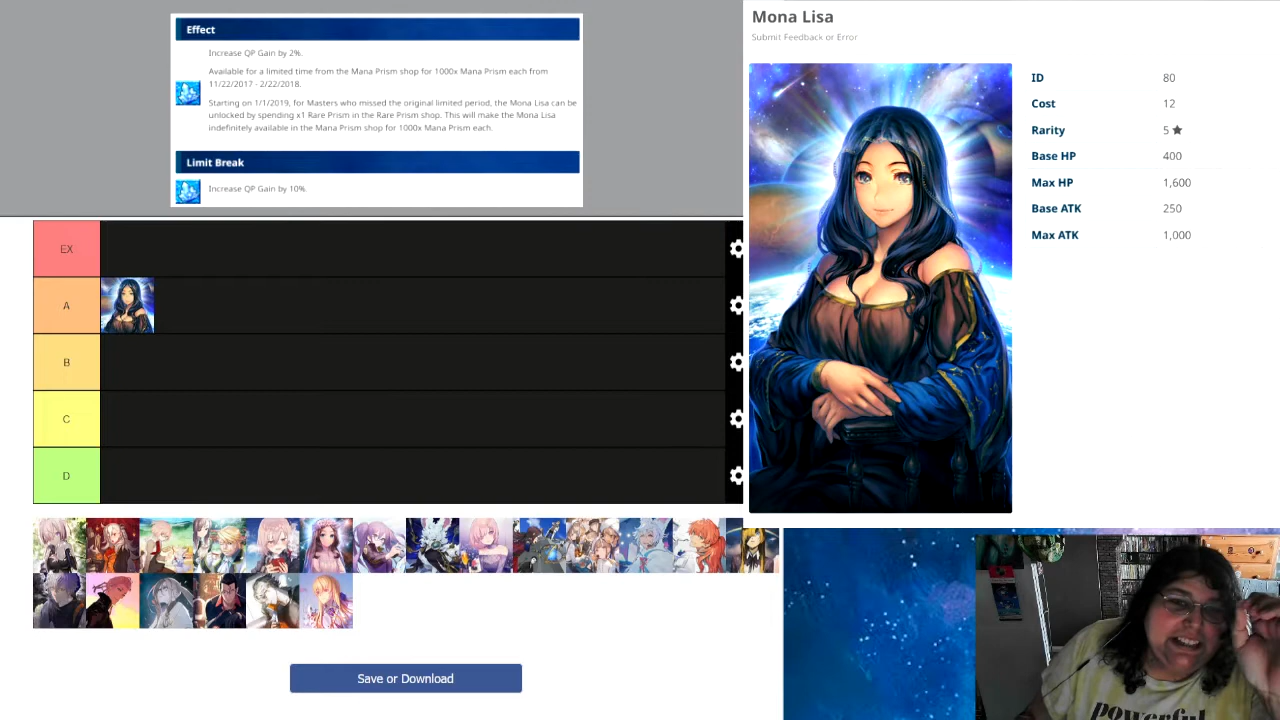 Effect
Increase QP Gain by 2%.
Available for a limited time from the Mana Prism shop for 1000x Mana Prism each from
11/22/2017 - 2/22/2018.
Starting on 1/1/2019, for Masters who missed the original limited period, the Mona Lisa can be
unlocked by spending x1 Rare Prism in the Rare Prism shop. This will make the Mona Lisa
indefinitely available in the Mana Prism shop for 1000x Mana Prism each.
Limit Break
Increase QP Gain by 10%.
Mona Lisa
Submit Feedback or Error
ID 80
Cost 12
Rarity 5 ★
Base HP 400
Max HP 1,600
Base ATK 250
Max ATK 1,000
EX
A
B
C
D
Save or Download
powerful